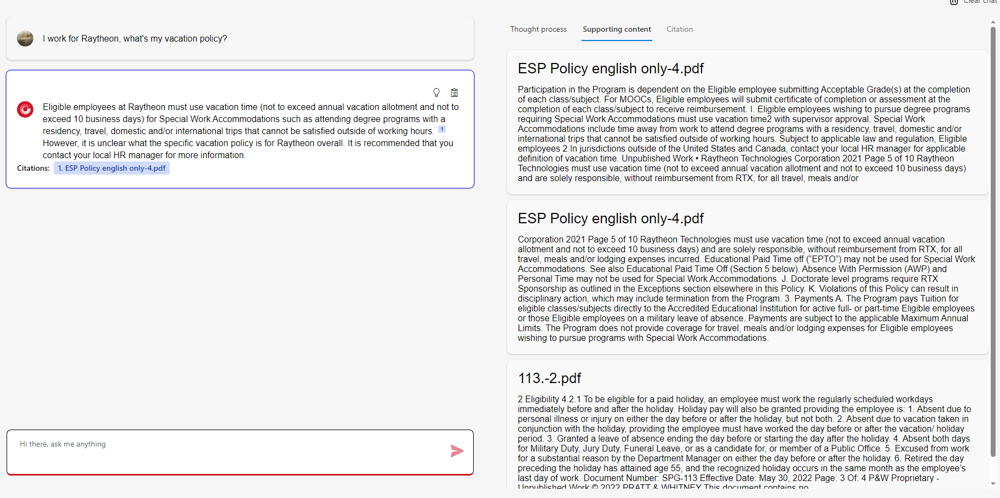 Clear chat
I work for Raytheon, what's my vacation policy?
Eligible employees at Raytheon must use vacation time (not to exceed annual vacation allotment and not to
exceed 10 business days) for Special Work Accommodations such as attending degree programs with a
residency, travel, domestic and/or international trips that cannot be satisfied outside of working hours. 1
However, it is unclear what the specific vacation policy is for Raytheon overall. It is recommended that you
contact your local HR manager for more information.
Citations: 1. ESP Policy english only-4.pdf
Hi there, ask me anything
Thought process Supporting content Citation
ESP Policy english only-4.pdf
Participation in the Program is dependent on the Eligible employee submitting Acceptable Grade(s) at the completion
of each class/subject. For MOOCs, Eligible employees will submit certificate of completion or assessment at the
completion of each class/subject to receive reimbursement. I. Eligible employees wishing to pursue degree programs
requiring Special Work Accommodations must use vacation time2 with supervisor approval. Special Work
Accommodations include time away from work to attend degree programs with a residency, travel, domestic and/or
international trips that cannot be satisfied outside of working hours. Subject to applicable law and regulation, Eligible
employees 2 In jurisdictions outside of the United States and Canada, contact your local HR manager for applicable
definition of vacation time. Unpublished Work • Raytheon Technologies Corporation 2021 Page 5 of 10 Raytheon
Technologies must use vacation time (not to exceed annual vacation allotment and not to exceed 10 business days)
and are solely responsible, without reimbursement from RTX, for all travel, meals and/or
ESP Policy english only-4.pdf
Corporation 2021 Page 5 of 10 Raytheon Technologies must use vacation time (not to exceed annual vacation
allotment and not to exceed 10 business days) and are solely responsible, without reimbursement from RTX, for all
travel, meals and/or lodging expenses incurred. Educational Paid Time off (“EPTO”) may not be used for Special Work
Accommodations. See also Educational Paid Time Off (Section 5 below). Absence With Permission (AWP) and
Personal Time may not be used for Special Work Accommodations. J. Doctorate level programs require RTX
Sponsorship as outlined in the Exceptions section elsewhere in this Policy. K. Violations of this Policy can result in
disciplinary action, which may include termination from the Program. 3. Payments A. The Program pays Tuition for
eligible classes/subjects directly to the Accredited Educational Institution for active full- or part-time Eligible employees
or those Eligible employees on a military leave of absence. Payments are subject to the applicable Maximum Annual
Limits. The Program does not provide coverage for travel, meals and/or lodging expenses for Eligible employees
wishing to pursue programs with Special Work Accommodations.
113.-2.pdf
2 Eligibility 4.2.1 To be eligible for a paid holiday, an employee must work the regularly scheduled workdays
immediately before and after the holiday. Holiday pay will also be granted providing the employee is: 1. Absent due to
personal illness or injury on either the day before or after the holiday, but not both. 2. Absent due to vacation taken in
conjunction with the holiday, providing the employee must have worked the day before or after the vacation/ holiday
period. 3. Granted a leave of absence ending the day before or starting the day after the holiday. 4. Absent both days
for Military Duty, Jury Duty, Funeral Leave, or as a candidate for, or member of a Public Office. 5. Excused from work
for a substantial reason by the Department Manager on either the day before or after the holiday. 6. Retired the day
preceding the holiday has attained age 55, and the recognized holiday occurs in the same month as the employee’s
last day of work. Document Number: SPG-113 Effective Date: May 30, 2022 Page: 3 Of: 4 P&W Proprietary -
Unpublished Work © 2022 PRATT & WHITNEY This document contains no